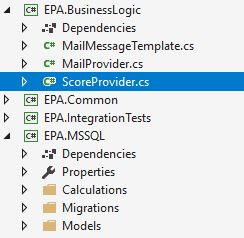 C# EPA.BusinessLogic
Dependencies
C# MailMessageTemplate.cs
C# MailProvider.cs
C# ScoreProvider.cs
C# EPA.Common
C# EPA.IntegrationTests
C# EPA.MSSQL
Dependencies
Properties
Calculations
Migrations
Models